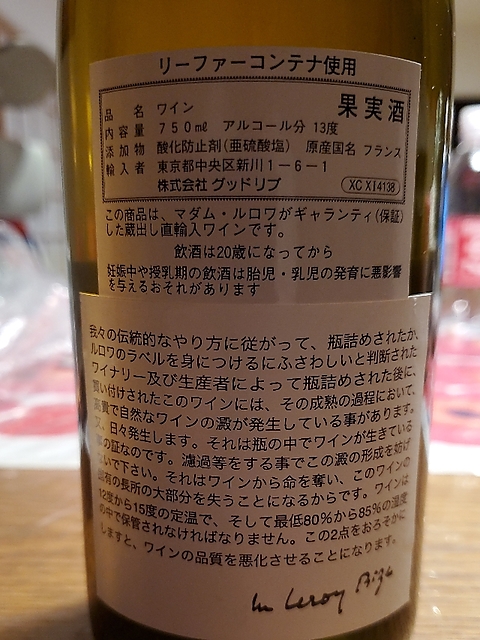 リーファーコンテナ使用
果実酒
品名 ワイン
内容量 750㎖ アルコール分 13度
添加物 酸化防止剤(亜硫酸塩) 原産国名 フランス
輸入者 東京都中央区新川1-6-1
株式会社 グッドリブ
XC XI4138
この商品は、マダム・ルロワがギャランティ(保証)
した蔵出し直輸入ワインです。
飲酒は20歳になってから
妊娠中や授乳期の飲酒は胎児・乳児の発育に悪影響
を与えるおそれがあります
我々の伝統的なやり方に従がって、瓶詰めされたか、
ルロワのラベルを身につけるにふさわしいと判断された
ワイナリー及び生産者によって瓶詰めされた後に、
買い付けされたこのワインには、その成熟の過程において、
高貴で自然なワインの澱が発生している事があります。
日々発生します。それは瓶の中でワインが生きている
の証なのです。濾過等をする事でこの澱の形成を妨げ
いで下さい。それはワインから命を奪い、このワインの
有の長所の大部分を失うことになるからです。ワインは
12度から15度の定温で、そして最低80%から85%の湿度
の中で保管されなければなりません。この2点をおろそかに
しますと、ワインの品質を悪化させることになります。
Leroy